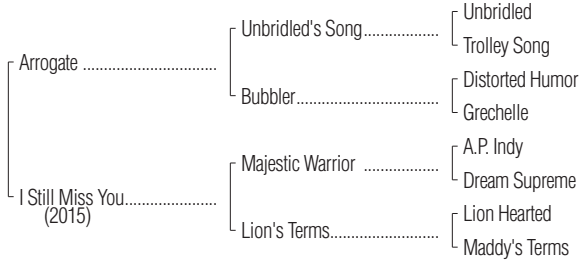 Unbridled
Unbridled's Song..................
Trolley Song
Arrogate ................................
Distorted Humor
Bubbler..................................
Grechelle
A.P. Indy
Majestic Warrior ..................
Dream Supreme
I Still Miss You......................
(2015)
Lion Hearted
Lion's Terms..........................
Maddy's Terms